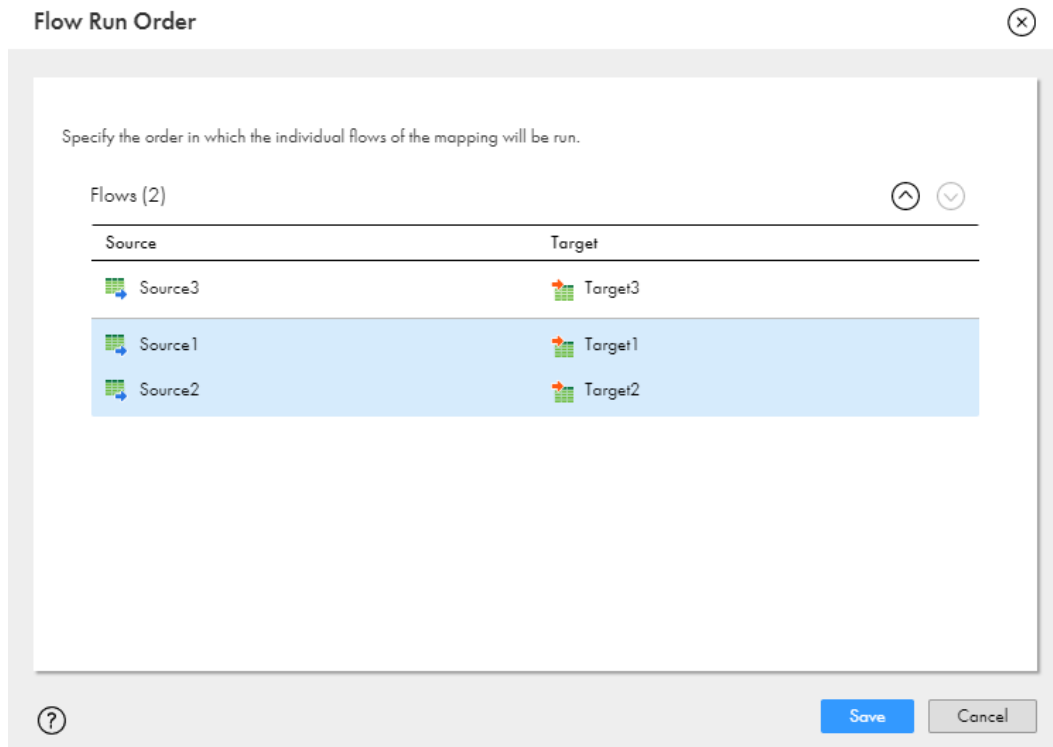 Flow Run Order
Specify the order in which the individual flows of the mapping will be run.
Flows (2)
Source Target
Source3 Target3
Source1 Target1
Source2 Target2
?
Save Cancel